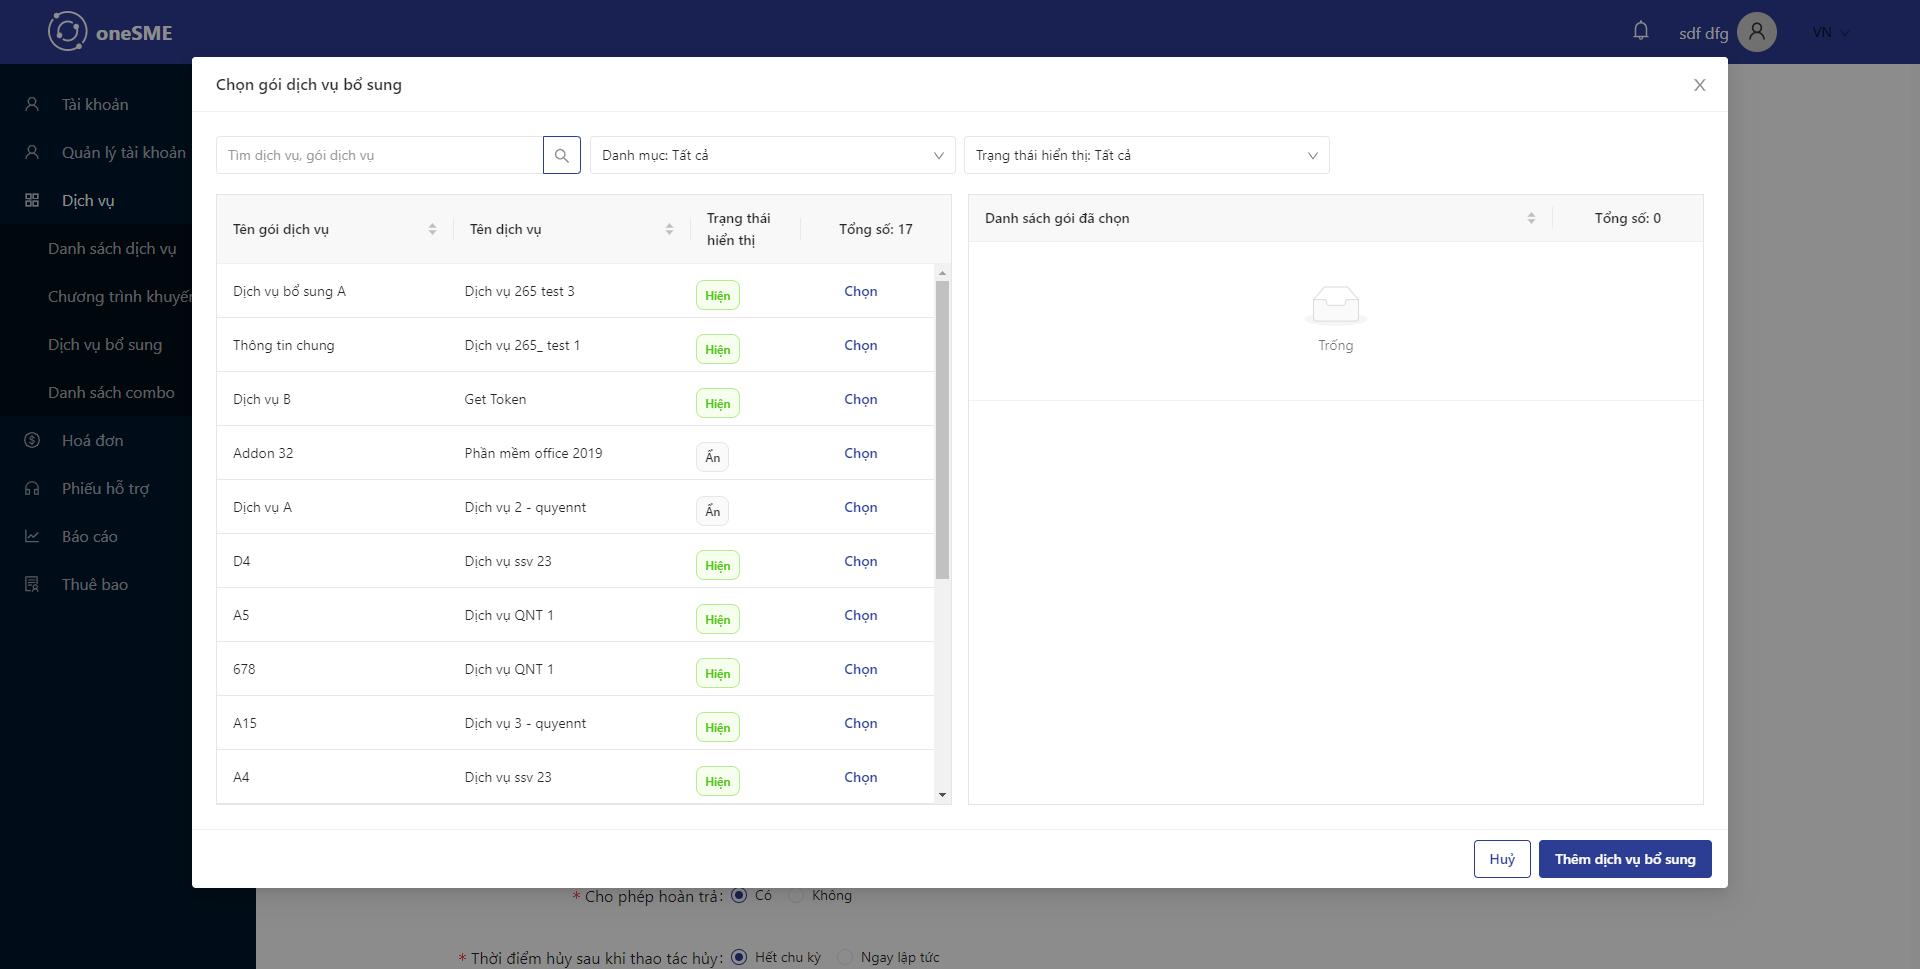 oneSME
sdf dfg
VN
Tài khoản
Quản lý tài khoản
Dịch vụ
Danh sách dịch vụ
Chương trình khuyến
Dịch vụ bổ sung
Danh sách combo
Hoá đơn
Phiếu hỗ trợ
Báo cáo
Thuê bao
Chọn gói dịch vụ bổ sung
Tìm dịch vụ, gói dịch vụ
Danh mục: Tất cả
Trạng thái hiển thị: Tất cả
Tên gói dịch vụ
Tên dịch vụ
Trạng thái
hiển thị
Tổng số: 17
Dịch vụ bổ sung A
Dịch vụ 265 test 3
Hiện
Chọn
Thông tin chung
Dịch vụ 265_ test 1
Hiện
Chọn
Dịch vụ B
Get Token
Hiện
Chọn
Addon 32
Phần mềm office 2019
Ẩn
Chọn
Dịch vụ A
Dịch vụ 2 - quyennt
Ẩn
Chọn
D4
Dịch vụ ssv 23
Hiện
Chọn
A5
Dịch vụ QNT 1
Hiện
Chọn
678
Dịch vụ QNT 1
Hiện
Chọn
A15
Dịch vụ 3 - quyennt
Hiện
Chọn
A4
Dịch vụ ssv 23
Hiện
Chọn
Danh sách gói đã chọn
Tổng số: 0
Trống
Huỷ
Thêm dịch vụ bổ sung
* Cho phép hoàn trả:
Có
Không
* Thời điểm hủy sau khi thao tác hủy:
Hết chu kỳ
Ngay lập tức